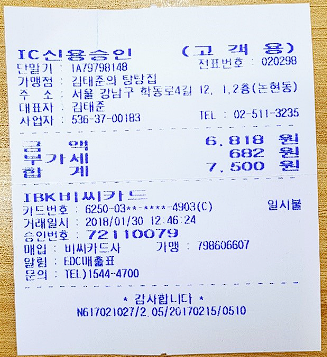 IC신용승인 (고객용)
단말기 : 1A79798148 전표번호 : 020298
가맹점 : 김태준의 탕탕집
주 소 : 서울 강남구 학동로4길 12, 1,2층(논현동)
대표자 : 김태준
사업자 : 536-37-00183 TEL : 02-511-3235
금 액 6,818 원
부가세 682 원
합 계 7,500 원
IBK비씨카드
카드번호 : 6250-03**-****-4903(C) 일시불
거래일시 : 2018/01/30 12:46:24
승인번호 : 72110079
매입 : 비씨카드사 가맹 : 798606607
알림 : EDC매출표
문의 : TEL)1544-4700
* 감사합니다 *
N617021027/2.05/20170215/0510